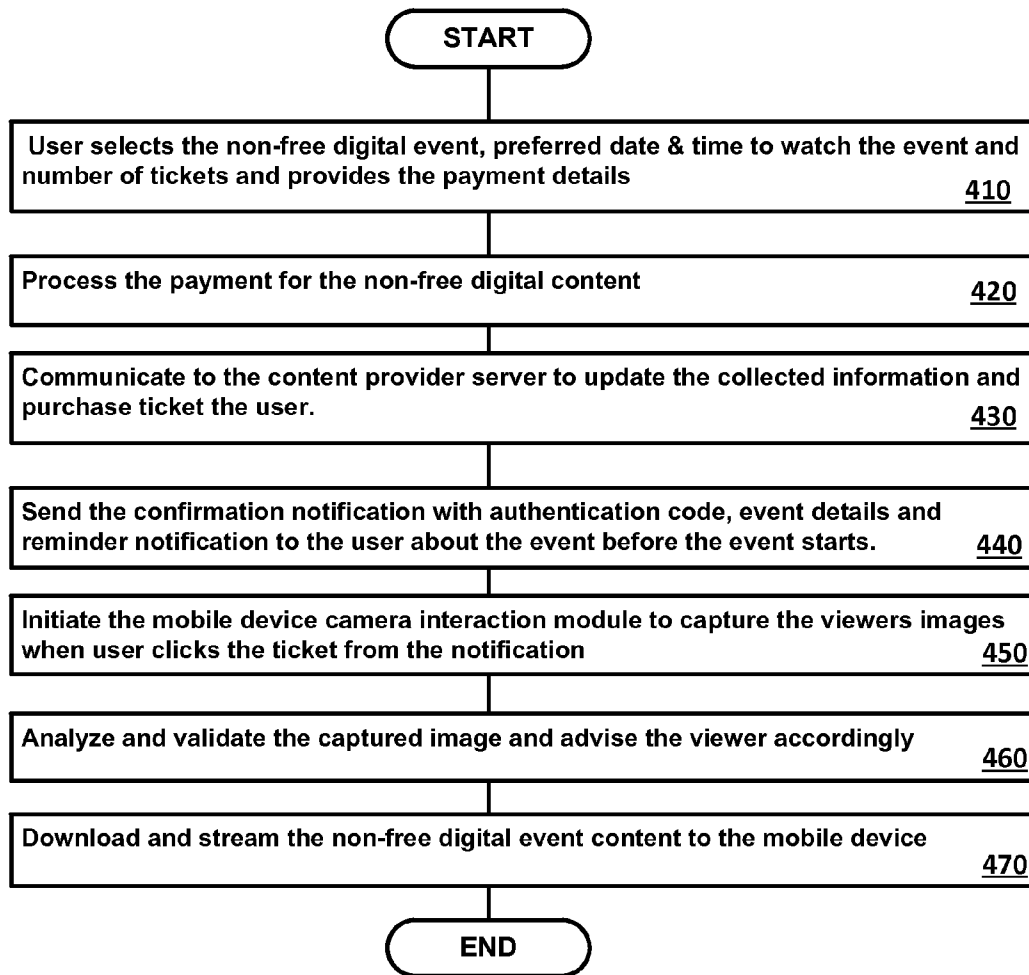 START
User selects the non-free digital event, preferred date & time to watch the event and
number of tickets and provides the payment details
410
Process the payment for the non-free digital content
420
Communicate to the content provider server to update the collected information and
purchase ticket the user.
430
Send the confirmation notification with authentication code, event details and
reminder notification to the user about the event before the event starts.
440
Initiate the mobile device camera interaction module to capture the viewers images
when user clicks the ticket from the notification
450
Analyze and validate the captured image and advise the viewer accordingly
460
Download and stream the non-free digital event content to the mobile device
470
END